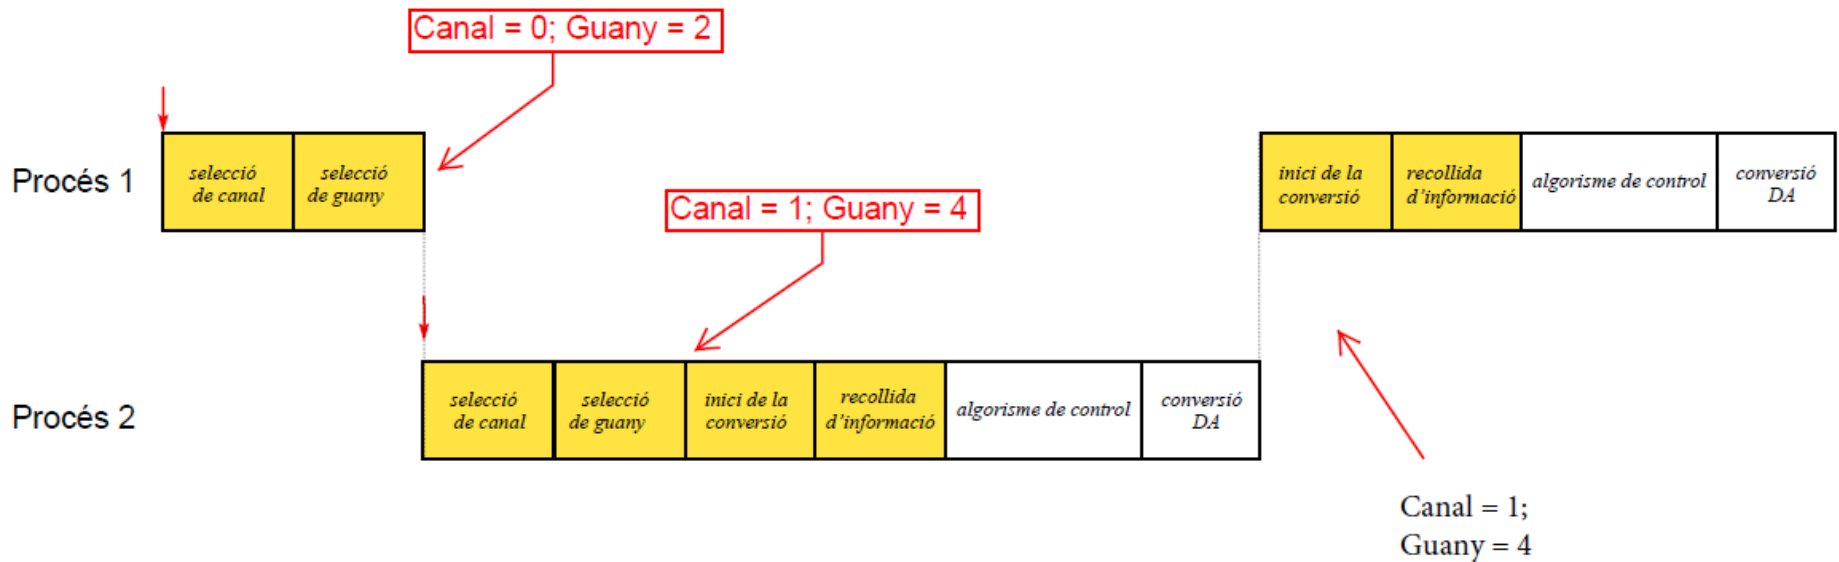 Canal = 0; Guany = 2
Procés 1
selecció
de canal
selecció
de guany
inici de la
conversió
recollida
d'informació
algorisme de control
conversió
DA
Canal = 1; Guany = 4
Procés 2
selecció
de canal
selecció
de guany
inici de la
conversió
recollida
d'informació
algorisme de control
conversió
DA
Canal = 1;
Guany = 4